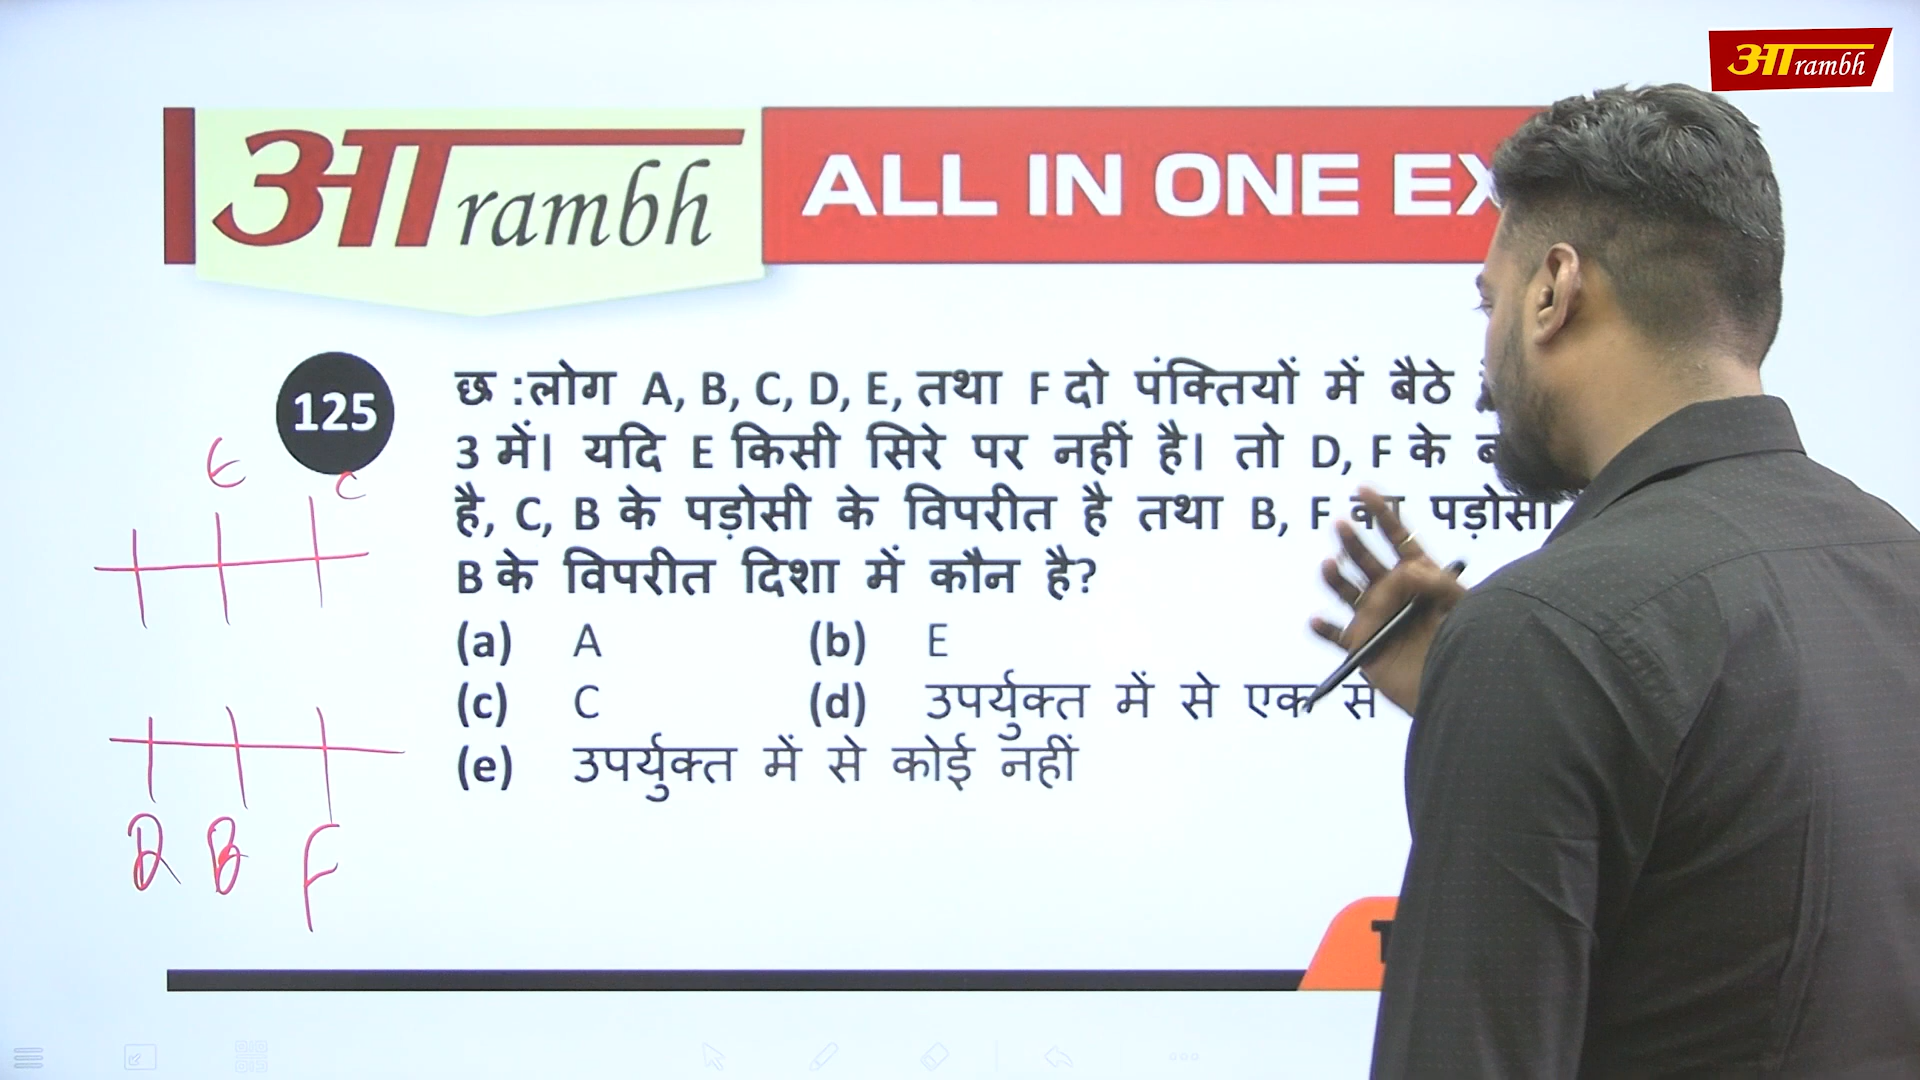 आrambh
आrambh ALL IN ONE
125
छ :लोग A, B, C, D, E, तथा F दो पंक्तियों में बैठे
3 में। यदि E किसी सिरे पर नहीं है। तो D, F के
है, C, B के पड़ोसी के विपरीत है तथा B, F का पड़ोसी
B के विपरीत दिशा में कौन है?
(a) A (b) E
(c) C (d) उपर्युक्त में से एक से
(e) उपर्युक्त में से कोई नहीं
E C
D B F